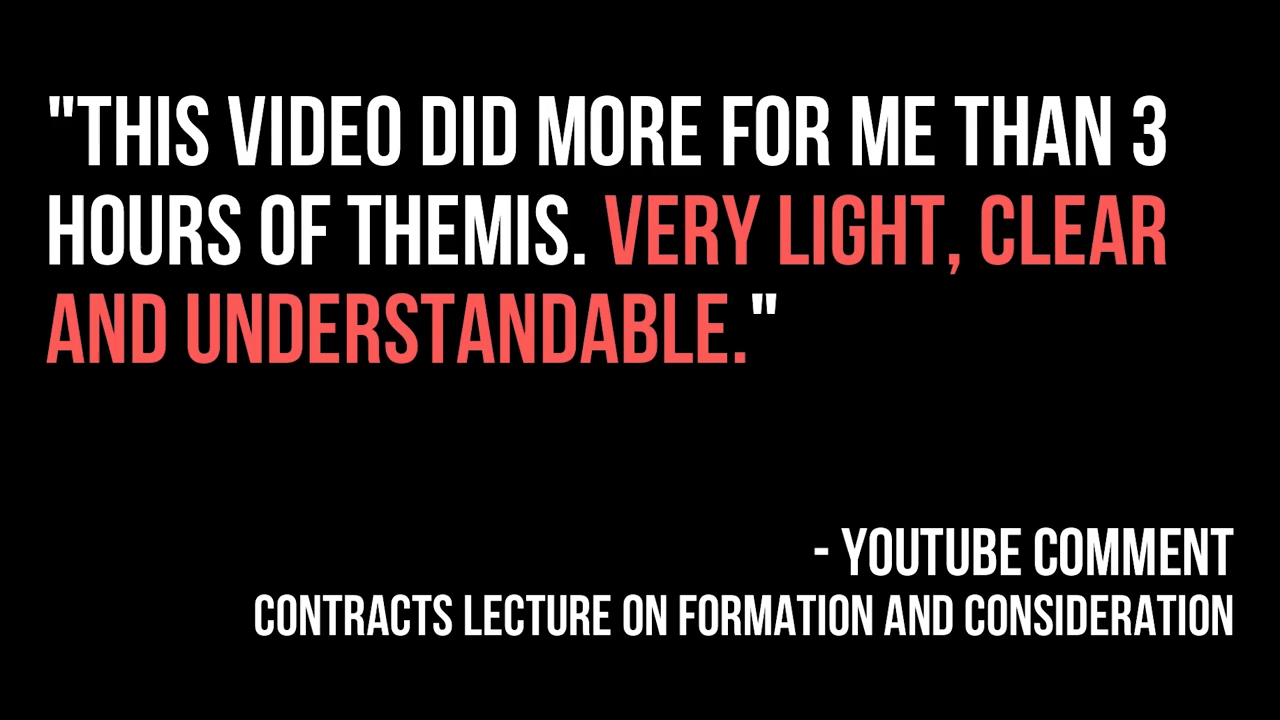 "THIS VIDEO DID MORE FOR ME THAN 3
HOURS OF THEMIS. VERY LIGHT, CLEAR
AND UNDERSTANDABLE."
- YOUTUBE COMMENT
CONTRACTS LECTURE ON FORMATION AND CONSIDERATION